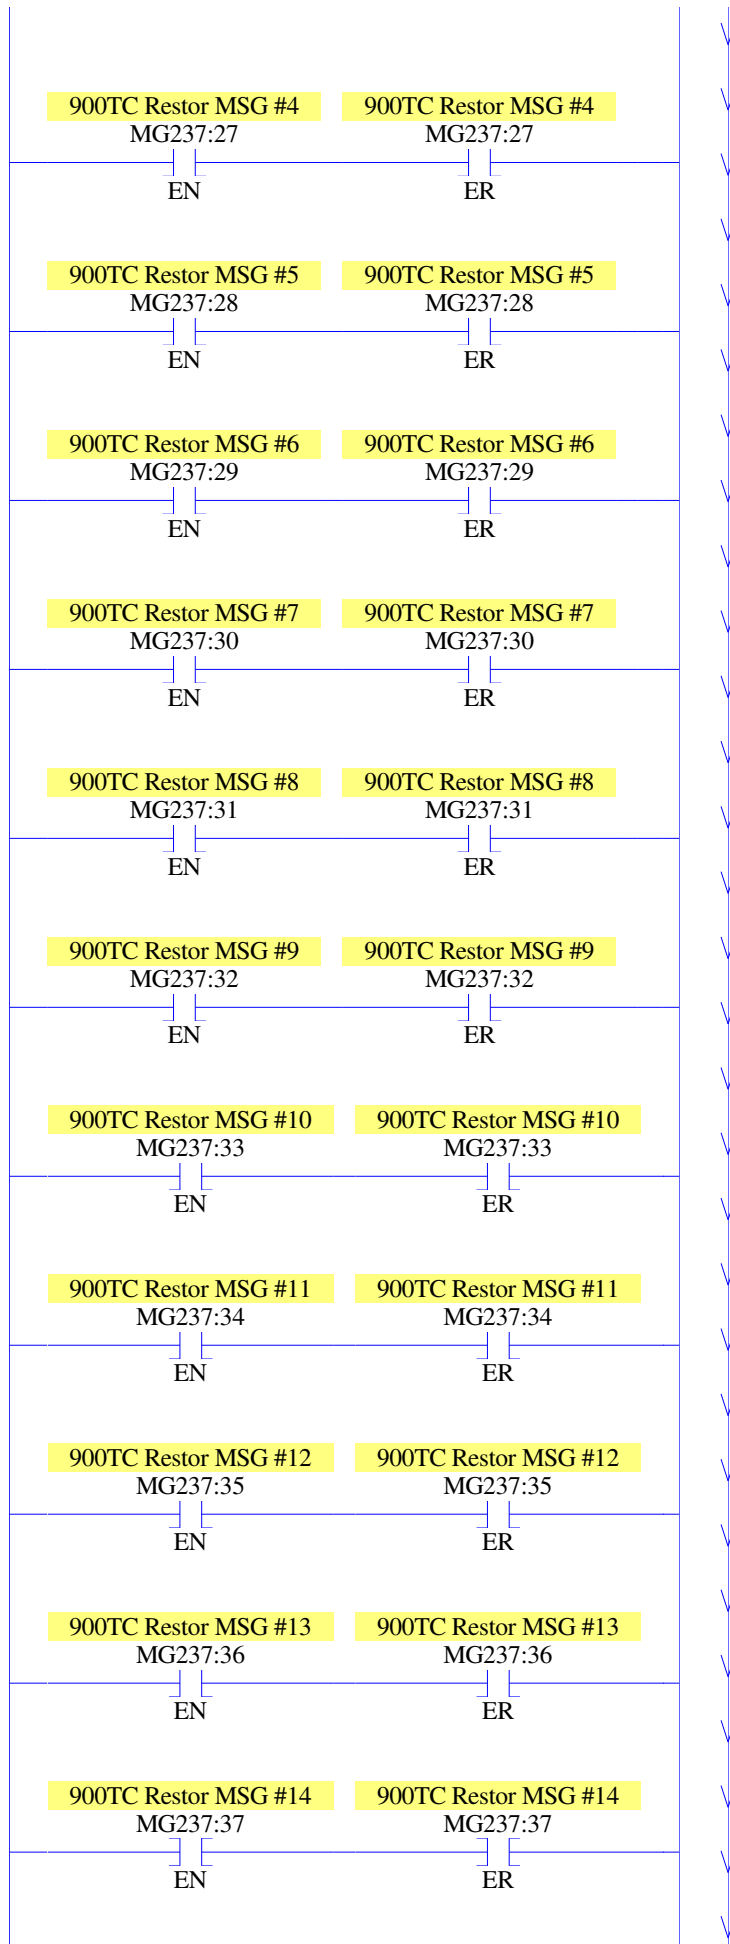 900TC Restor MSG #4 900TC Restor MSG #4
MG237:27 MG237:27
EN ER
900TC Restor MSG #5 900TC Restor MSG #5
MG237:28 MG237:28
EN ER
900TC Restor MSG #6 900TC Restor MSG #6
MG237:29 MG237:29
EN ER
900TC Restor MSG #7 900TC Restor MSG #7
MG237:30 MG237:30
EN ER
900TC Restor MSG #8 900TC Restor MSG #8
MG237:31 MG237:31
EN ER
900TC Restor MSG #9 900TC Restor MSG #9
MG237:32 MG237:32
EN ER
900TC Restor MSG #10 900TC Restor MSG #10
MG237:33 MG237:33
EN ER
900TC Restor MSG #11 900TC Restor MSG #11
MG237:34 MG237:34
EN ER
900TC Restor MSG #12 900TC Restor MSG #12
MG237:35 MG237:35
EN ER
900TC Restor MSG #13 900TC Restor MSG #13
MG237:36 MG237:36
EN ER
900TC Restor MSG #14 900TC Restor MSG #14
MG237:37 MG237:37
EN ER